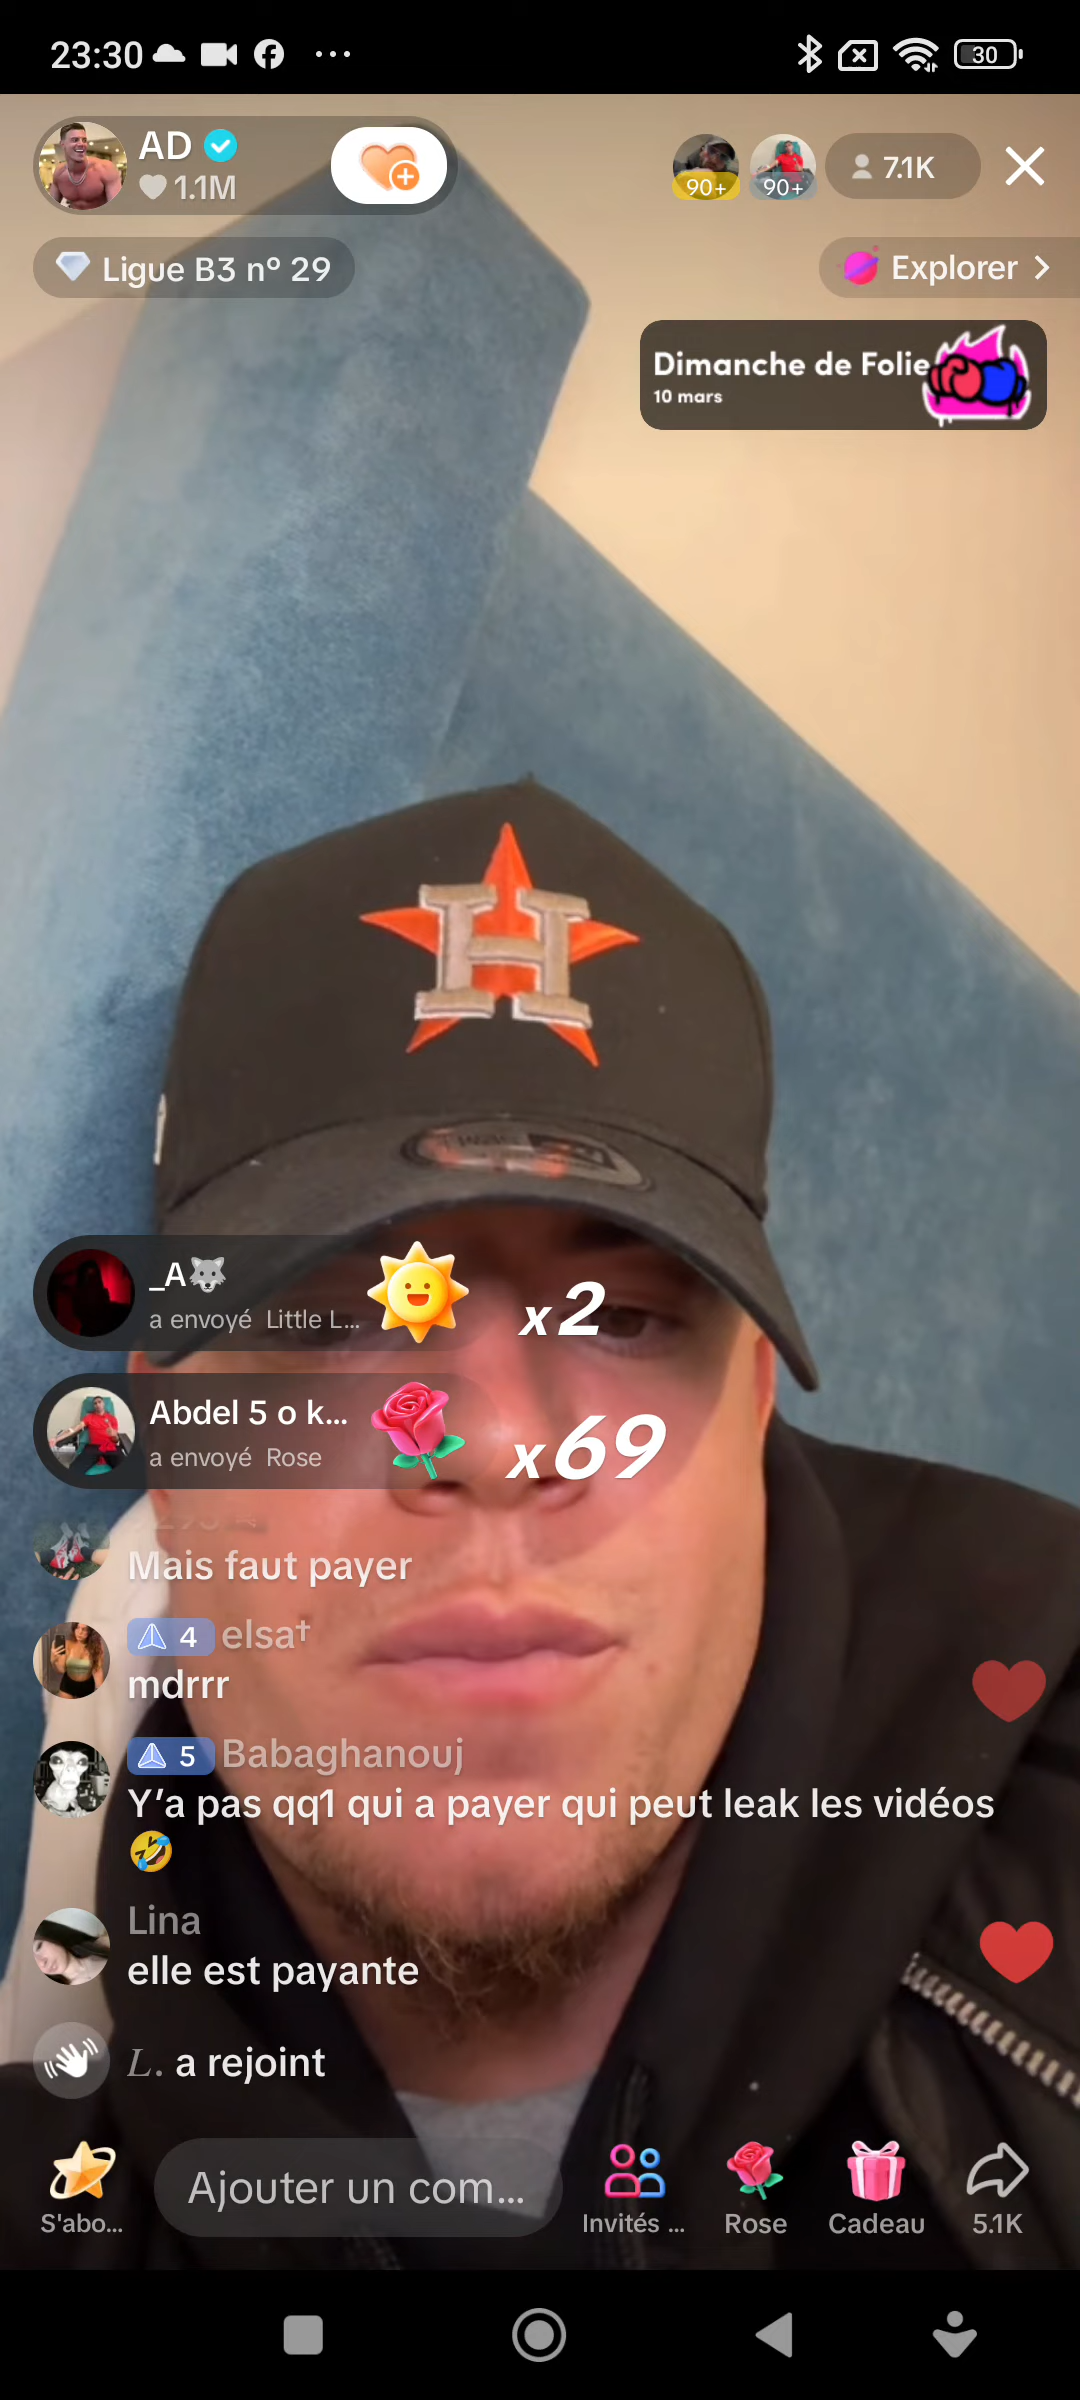 23:30
30
AD
1.1M
90+
90+
7.1K
Ligue B3 nº 29
Explorer
Dimanche de Folie
10 mars
H
_A
a envoyé Little L...
x2
Abdel 5 o k...
a envoyé Rose
x69
Mais faut payer
4 elsa†
mdrrr
5 Babaghanouj
Y'a pas qq1 qui a payer qui peut leak les vidéos
🤣
Lina
elle est payante
L. a rejoint
Ajouter un com...
S'abo...
Invités ...
Rose
Cadeau
5.1K